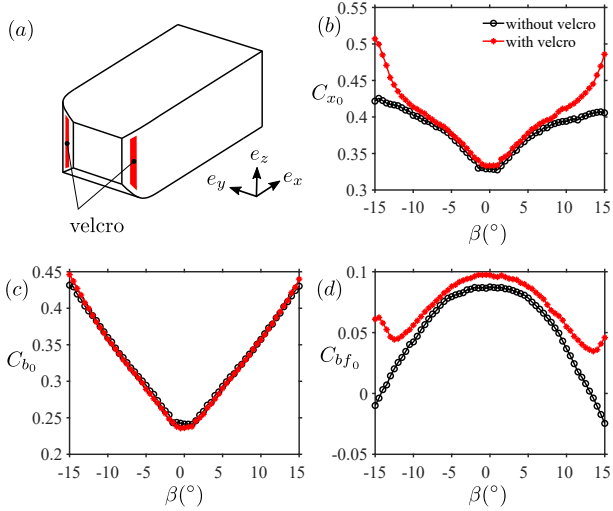 (a)
velcro
e_z
e_y
e_x
(b)
without velcro
with velcro
C_{x_0}
0.55
0.5
0.45
0.4
0.35
0.3
-15 -10 -5 0 5 10 15
β(°)
(c)
C_{b_0}
0.45
0.4
0.35
0.3
0.25
0.2
-15 -10 -5 0 5 10 15
β(°)
(d)
C_{bf_0}
0.1
0.05
0
-0.05
-15 -10 -5 0 5 10 15
β(°)